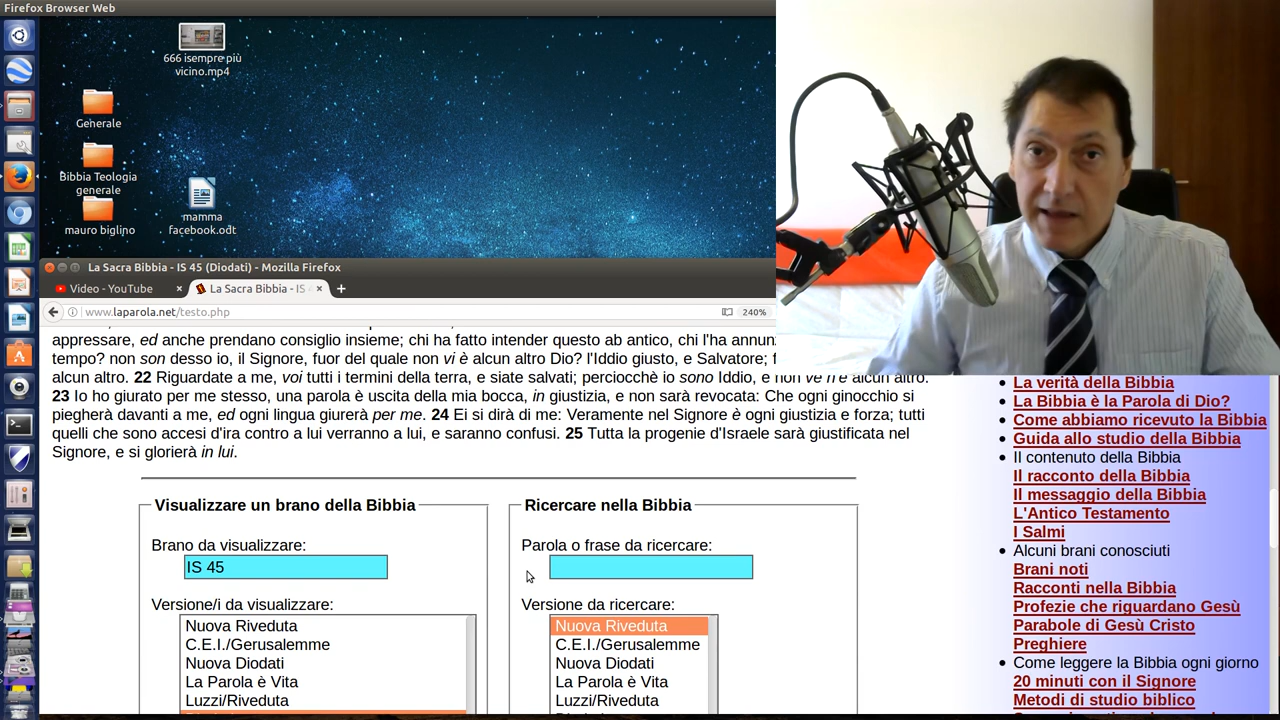 Firefox Browser Web
666 isempre più
vicino.mp4
Generale
Bibbia Teologia
generale
mauro biglino
mamma
facebook.odt
La Sacra Bibbia - IS 45 (Diodati) - Mozilla Firefox
Video - YouTube
La Sacra Bibbia - IS
www.laparola.net/testo.php
240%
appressare, ed anche prendano consiglio insieme; chi ha fatto intender questo ab antico, chi l'ha
tempo? non son desso io, il Signore, fuor del quale non vi è alcun altro Dio? l'Iddio giusto, e Salvatore;
alcun altro. 22 Riguardate a me, voi tutti i termini della terra, e siate salvati; perciocchè io sono Iddio, e non ve n'è alcun altro.
23 Io ho giurato per me stesso, una parola è uscita della mia bocca, in giustizia, e non sarà revocata: Che ogni ginocchio si
piegherà davanti a me, ed ogni lingua giurerà per me. 24 Ei si dirà di me: Veramente nel Signore è ogni giustizia e forza; tutti
quelli che sono accesi d'ira contro a lui verranno a lui, e saranno confusi. 25 Tutta la progenie d'Israele sarà giustificata nel
Signore, e si glorierà in lui.
Visualizzare un brano della Bibbia
Brano da visualizzare:
IS 45
Versione/i da visualizzare:
Nuova Riveduta
C.E.I./Gerusalemme
Nuova Diodati
La Parola è Vita
Luzzi/Riveduta
Ricercare nella Bibbia
Parola o frase da ricercare:
Versione da ricercare:
Nuova Riveduta
C.E.I./Gerusalemme
Nuova Diodati
La Parola è Vita
Luzzi/Riveduta
La verità della Bibbia
La Bibbia è la Parola di Dio?
Come abbiamo ricevuto la Bibbia
Guida allo studio della Bibbia
Il contenuto della Bibbia
Il racconto della Bibbia
Il messaggio della Bibbia
L'Antico Testamento
I Salmi
Alcuni brani conosciuti
Brani noti
Racconti nella Bibbia
Profezie che riguardano Gesù
Parabole di Gesù Cristo
Preghiere
Come leggere la Bibbia ogni giorno
20 minuti con il Signore
Metodi di studio biblico